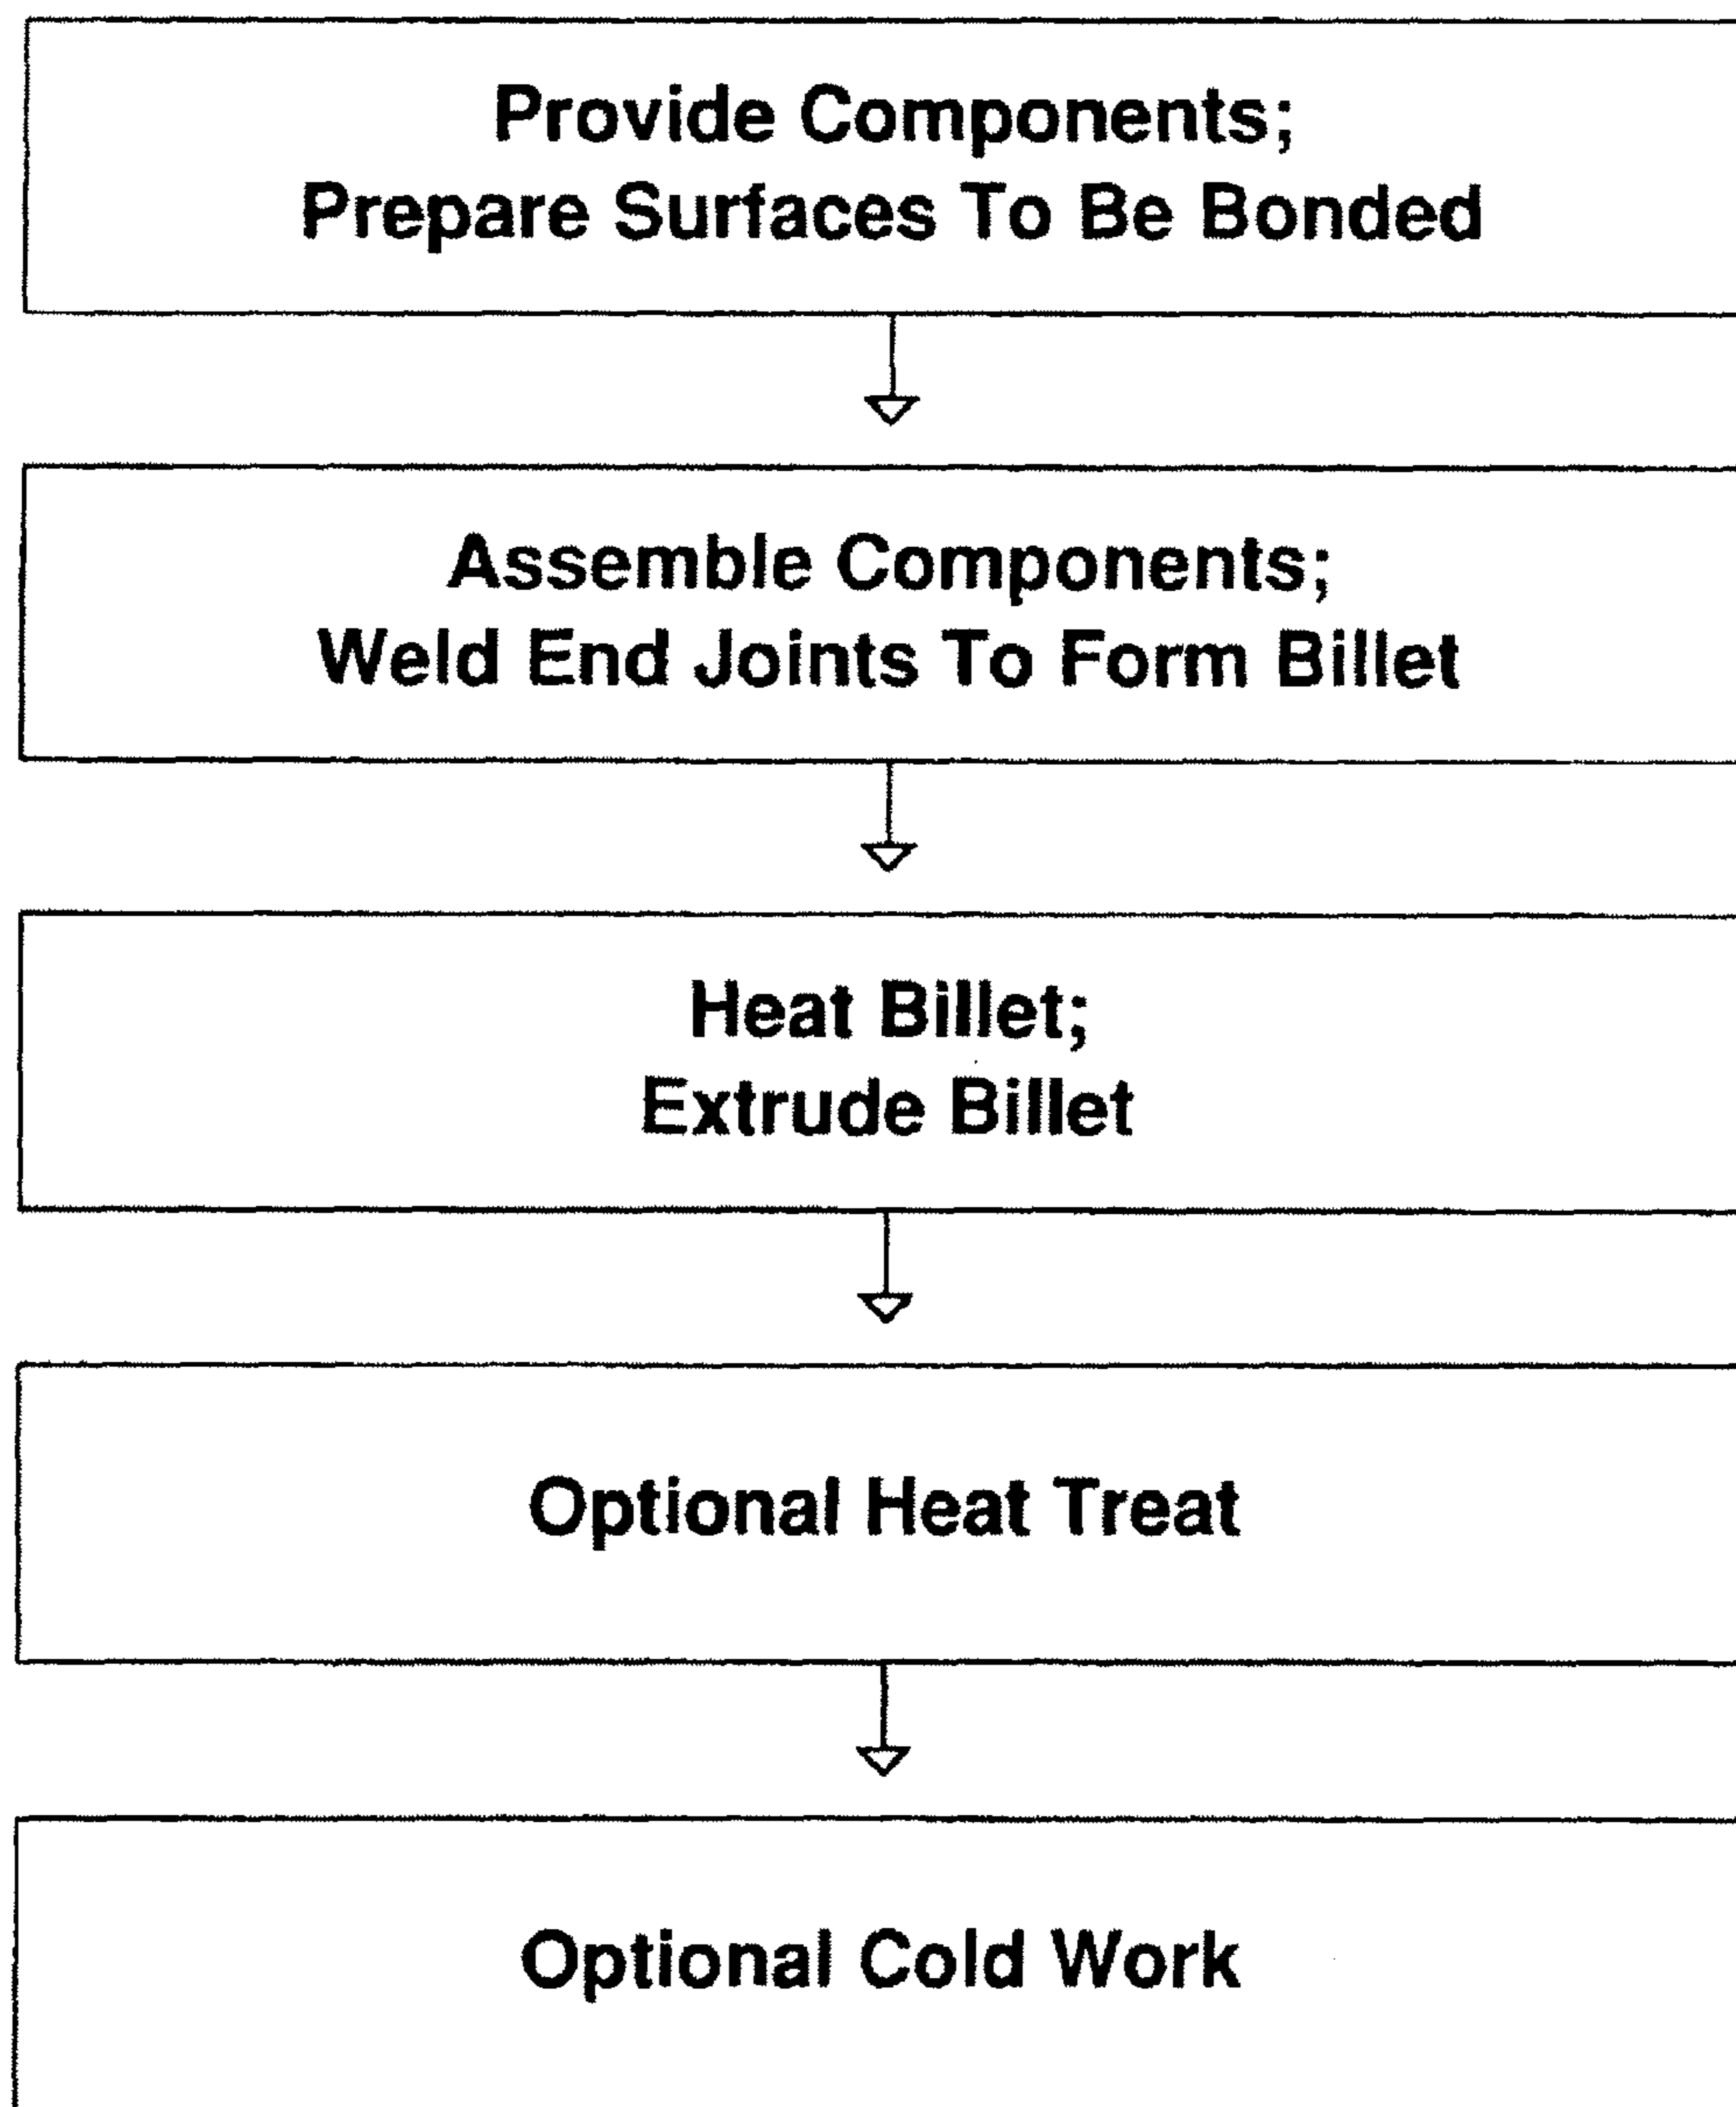 Provide Components;
Prepare Surfaces To Be Bonded
Assemble Components;
Weld End Joints To Form Billet
Heat Billet;
Extrude Billet
Optional Heat Treat
Optional Cold Work